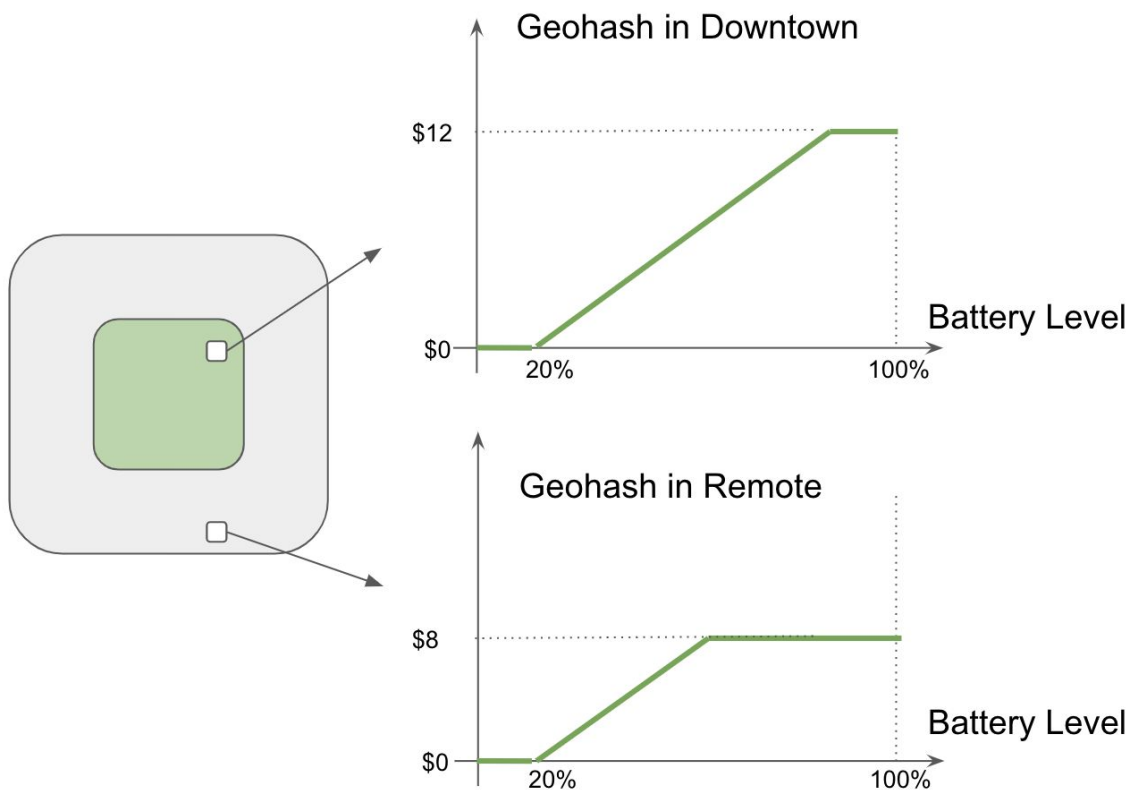 Geohash in Downtown
$12
$0
20%
100%
Battery Level
Geohash in Remote
$8
$0
20%
100%
Battery Level